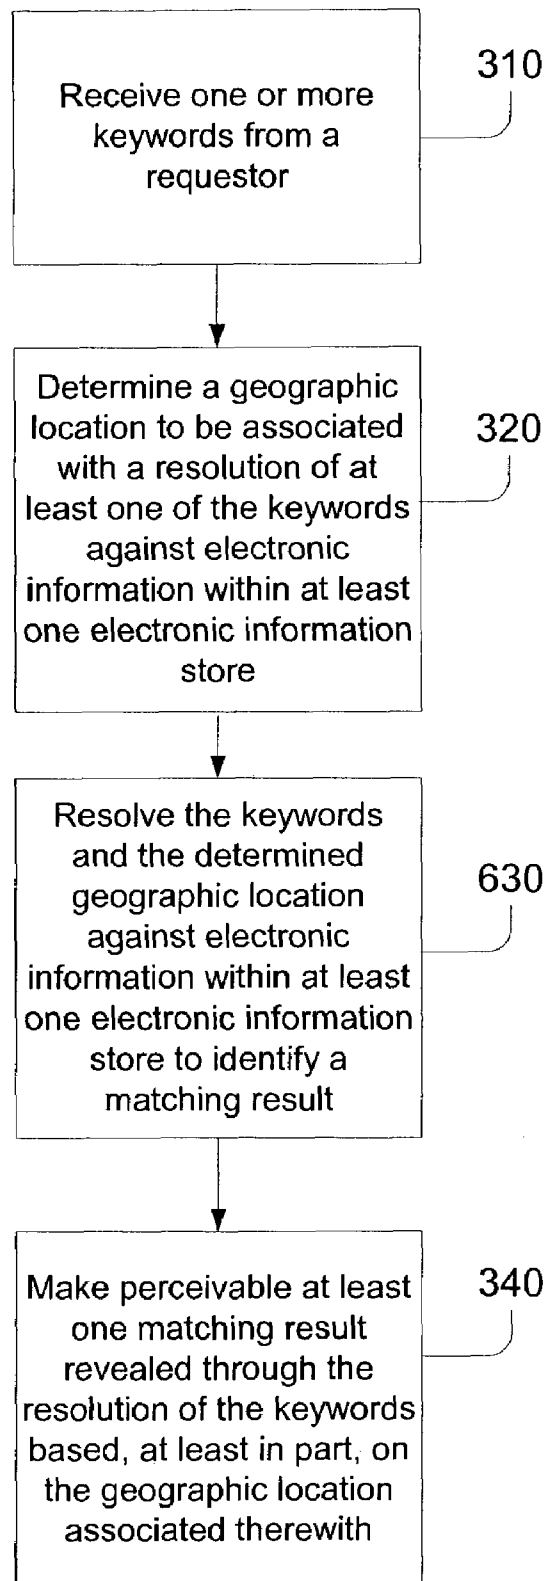 Receive one or more
keywords from a
requestor
310
Determine a geographic
location to be associated
with a resolution of at
least one of the keywords
against electronic
information within at least
one electronic information
store
320
Resolve the keywords
and the determined
geographic location
against electronic
information within at least
one electronic information
store to identify a
matching result
630
Make perceivable at least
one matching result
revealed through the
resolution of the keywords
based, at least in part, on
the geographic location
associated therewith
340